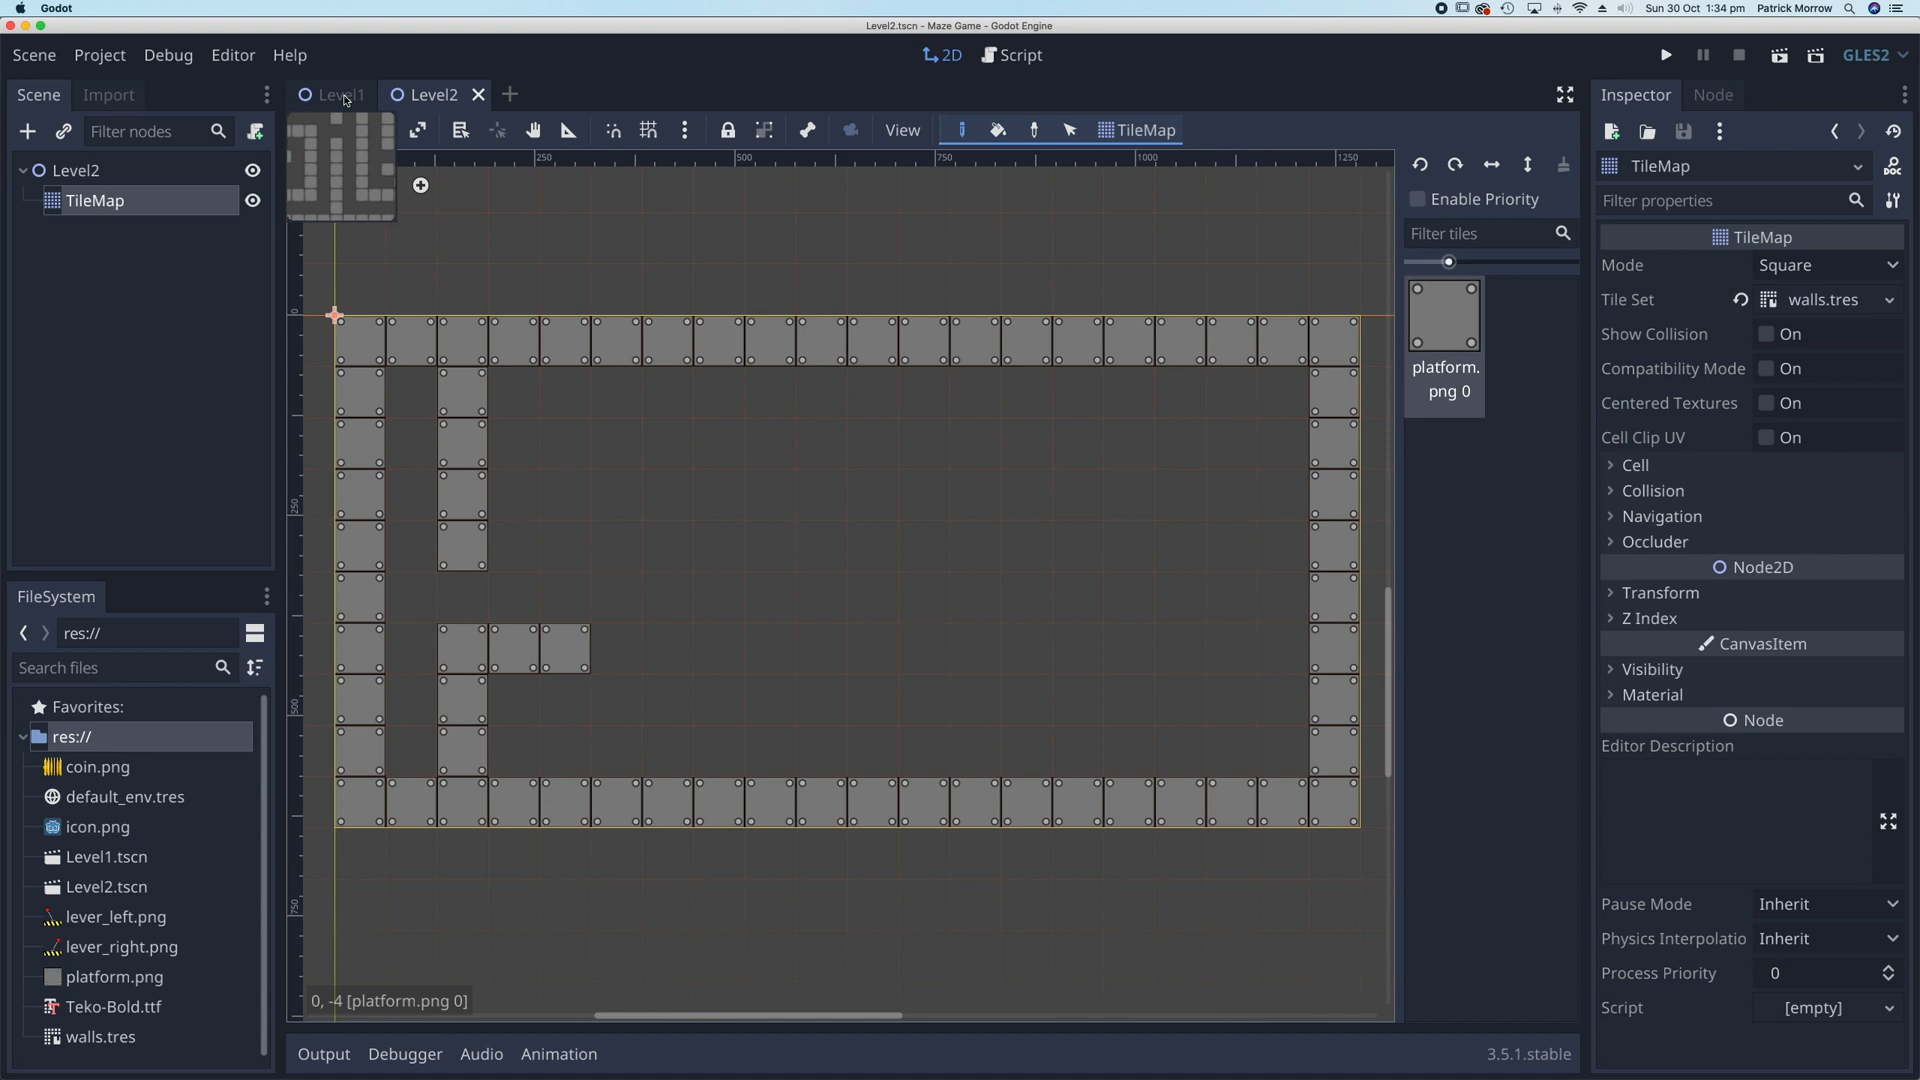 Godot
Sun 30 Oct 1:34 pm
Patrick Morrow
Level2.tscn - Maze Game - Godot Engine
Scene
Project
Debug
Editor
Help
2D
Script
GLES2
Scene
Import
Level1
Level2
Inspector
Node
Filter nodes
View
TileMap
Level2
TileMap
250
500
750
1000
1250
0
250
500
750
Enable Priority
Filter tiles
platform.
png 0
TileMap
Filter properties
TileMap
Mode
Square
Tile Set
walls.tres
Show Collision
On
Compatibility Mode
On
Centered Textures
On
Cell Clip UV
On
Cell
Collision
Navigation
Occluder
Node2D
Transform
Z Index
CanvasItem
Visibility
Material
Node
Editor Description
Pause Mode
Inherit
Physics Interpolatio
Inherit
Process Priority
0
Script
[empty]
FileSystem
res://
Search files
Favorites:
res://
coin.png
default_env.tres
icon.png
Level1.tscn
Level2.tscn
lever_left.png
lever_right.png
platform.png
Teko-Bold.ttf
walls.tres
0, -4 [platform.png 0]
Output
Debugger
Audio
Animation
3.5.1.stable